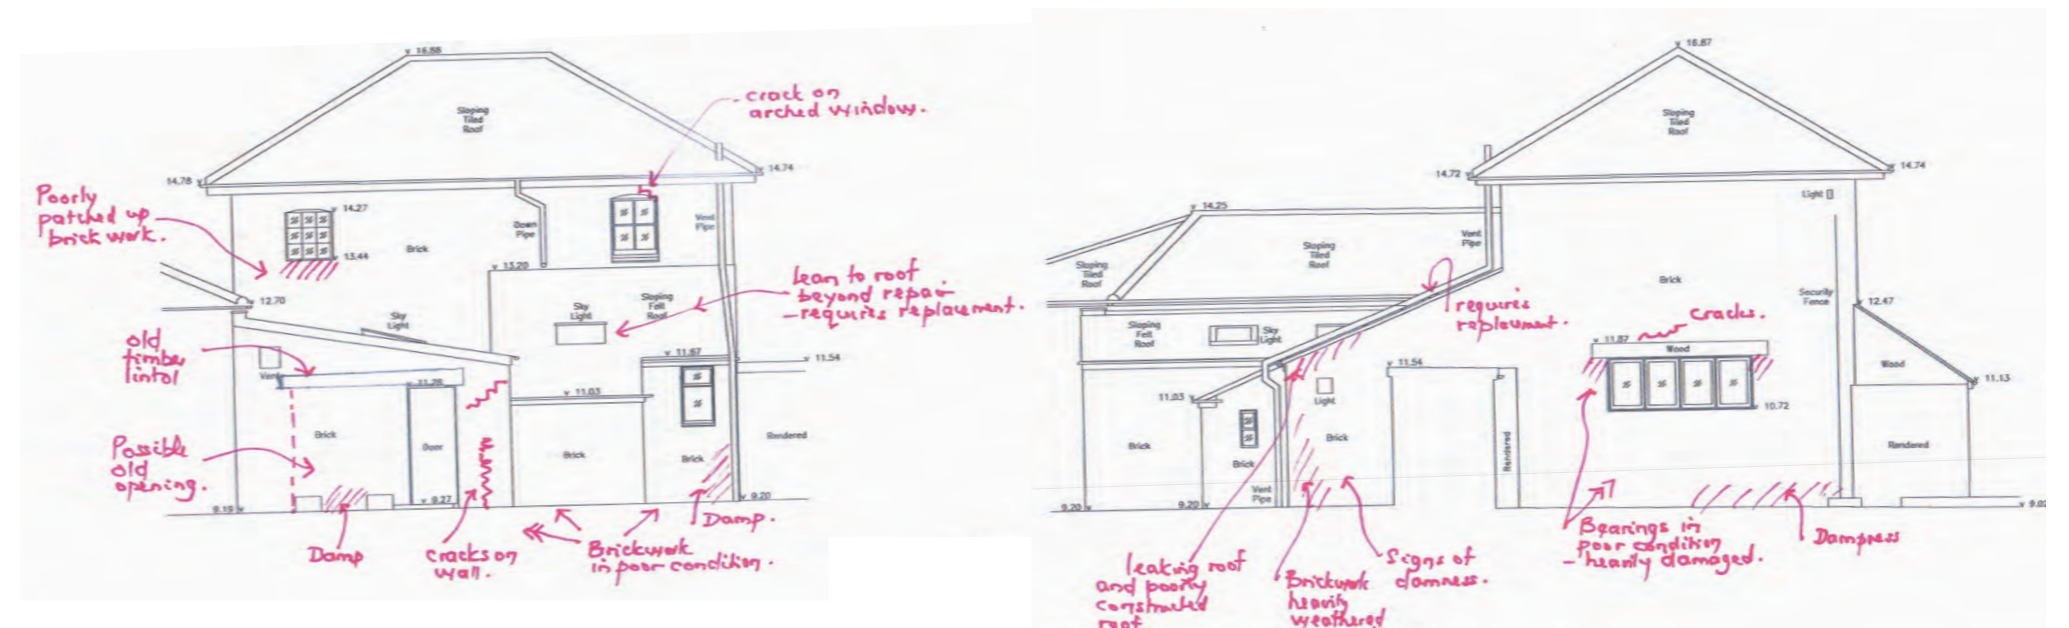 v 16.88
Sloping
Tiled
Roof
crack on
arched window.
14.78 v
v 14.74
Poorly
patched up
brick work.
v 14.27
v 13.44
Down
Pipe
Brick
Vent
Pipe
v 13.20
v 12.70
Sky
Light
Sky
Light
Sloping
Felt
Roof
Lean to roof
beyond repair
- requires replacement.
old
timber
lintol
Vent
v 11.28
v 11.03
v 11.67
v 11.54
Possible
old
opening.
Brick
Door
Brick
Brick
Rendered
9.19 v
v 9.27
v 9.20
Damp
Cracks on
wall.
Brickwork
in poor condition.
Damp.
v 16.87
Sloping
Tiled
Roof
14.72 v
v 14.74
Light
v 14.25
Sloping
Tiled
Roof
Sloping
Tiled
Roof
Vent
Pipe
Brick
Security
Fence
requires
replacement.
Cracks.
v 12.47
Sloping
Felt
Roof
Sky
Light
v 11.87
Wood
Wood
v 11.54
11.03 v
v 11.13
Light
v 10.72
Brick
Brick
Brick
Rendered
Rendered
Vent
Pipe
9.20 v
9.20 v
v 9.02
leaking roof
and poorly
constructed
roof
Brickwork
heavily
weathered
Signs of
damness.
Bearings in
poor condition
- heavily damaged.
Dampness